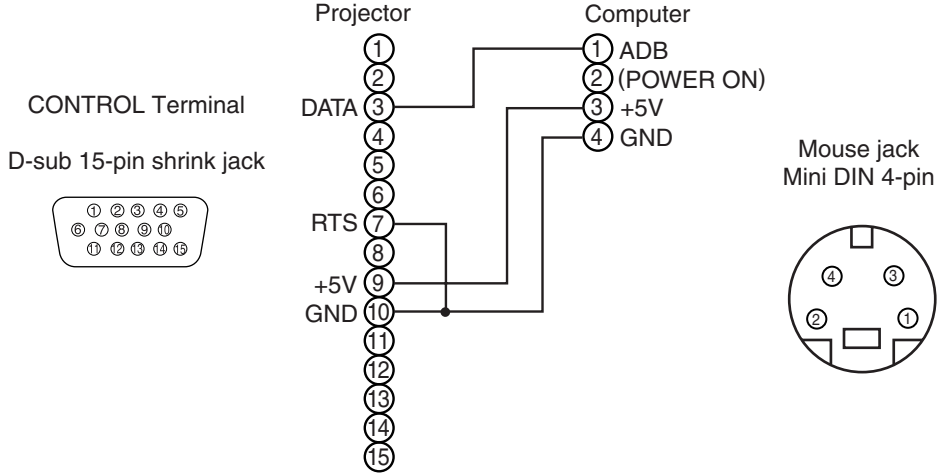 Projector
Computer
CONTROL Terminal
D-sub 15-pin shrink jack
① ② ③ ④ ⑤
⑥ ⑦ ⑧ ⑨ ⑩
⑪ ⑫ ⑬ ⑭ ⑮
①
②
DATA ③
④
⑤
⑥
RTS ⑦
⑧
+5V ⑨
GND ⑩
⑪
⑫
⑬
⑭
⑮
① ADB
② (POWER ON)
③ +5V
④ GND
Mouse jack
Mini DIN 4-pin
④ ③
② ①